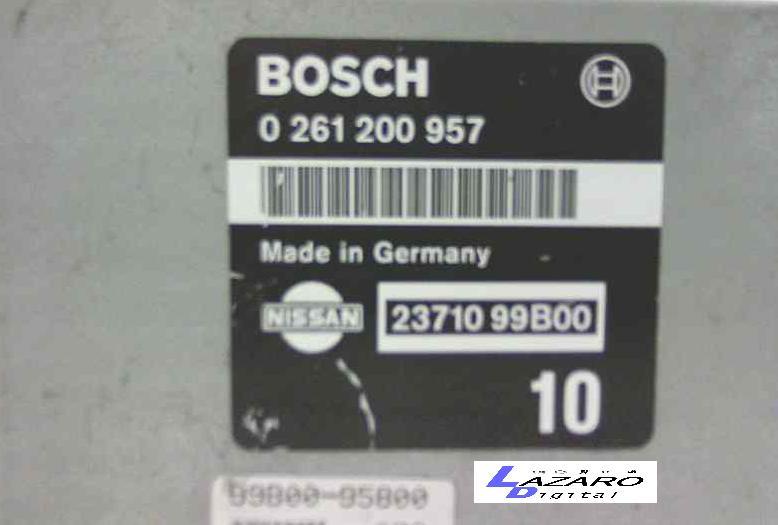 BOSCH
0 261 200 957
Made in Germany
NISSAN
23710 99B00
10
99B00-95B00
LAZARO
Digital